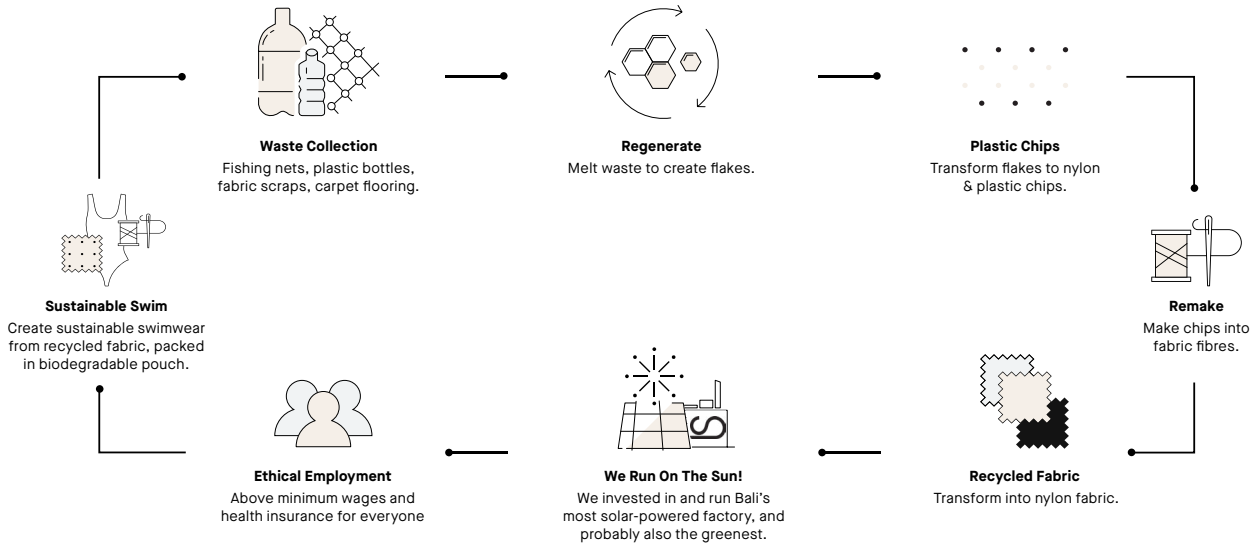 Waste Collection
Fishing nets, plastic bottles,
fabric scraps, carpet flooring.
Regenerate
Melt waste to create flakes.
Plastic Chips
Transform flakes to nylon
& plastic chips.
Remake
Make chips into
fabric fibres.
Recycled Fabric
Transform into nylon fabric.
We Run On The Sun!
We invested in and run Bali's
most solar-powered factory, and
probably also the greenest.
Ethical Employment
Above minimum wages and
health insurance for everyone
Sustainable Swim
Create sustainable swimwear
from recycled fabric, packed
in biodegradable pouch.